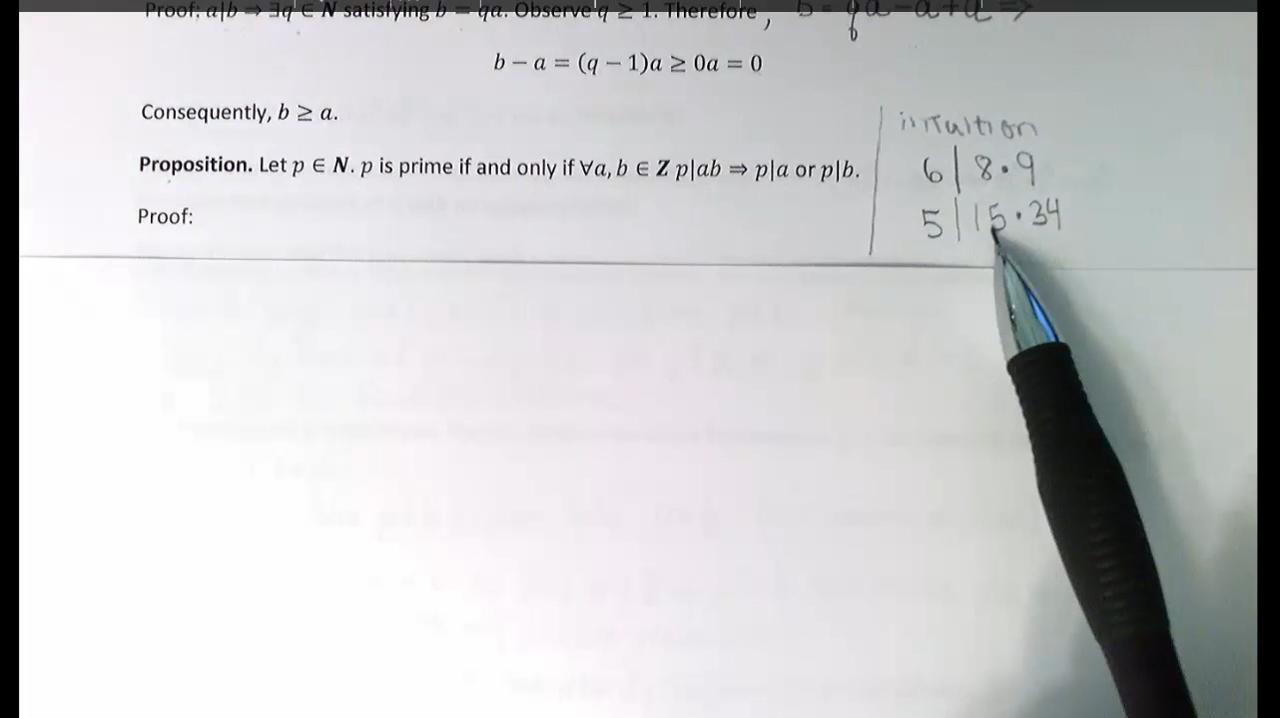 Proof: a|b ⇒ ∃q ∈ N satisfying b = qa. Observe q ≥ 1. Therefore, b = qa - a + a ⇒
b − a = (q − 1)a ≥ 0a = 0
Consequently, b ≥ a.
intuition
Proposition. Let p ∈ N. p is prime if and only if ∀a, b ∈ Z p|ab ⇒ p|a or p|b.
6 | 8·9
Proof:
5 | 15·34